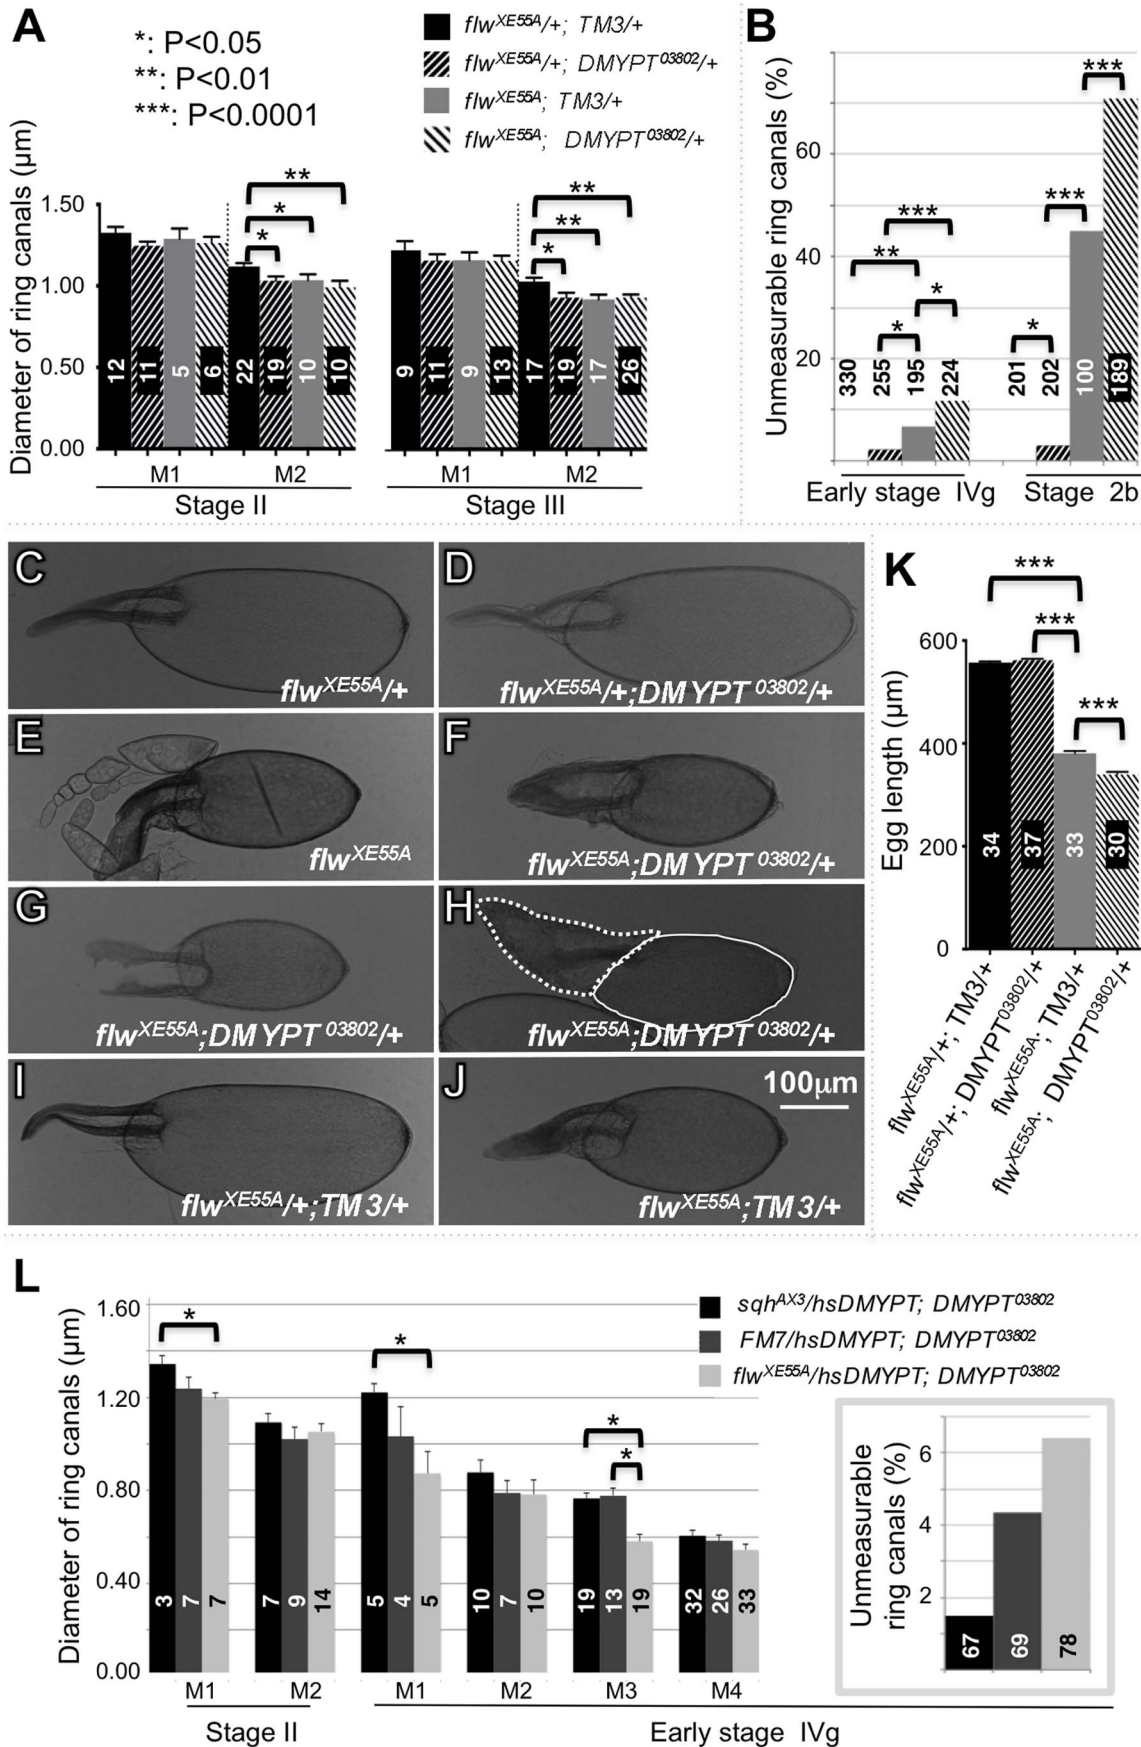 A
*: P<0.05
**: P<0.01
***: P<0.0001
flwXE55A/+; TM3/+
flwXE55A/+; DMYPT03802/+
flwXE55A; TM3/+
flwXE55A; DMYPT03802/+
Diameter of ring canals (µm)
1.50
1.00
0.50
0.00
* * **
* ** **
12 11 5 6 22 19 10 10
9 11 9 13 17 19 17 26
M1 M2 M1 M2
Stage II Stage III
B
Unmeasurable ring canals (%)
60
40
20
*** ** * *
* *** ***
330 255 195 224 201 202 100 189
Early stage IVg Stage 2b
C
flwXE55A/+
D
flwXE55A/+;DMYPT03802/+
E
flwXE55A
F
flwXE55A;DMYPT03802/+
G
flwXE55A;DMYPT03802/+
H
flwXE55A;DMYPT03802/+
I
flwXE55A/+;TM3/+
J
100µm
flwXE55A;TM3/+
K
***
***
***
Egg length (µm)
600
400
200
0
34 37 33 30
flwXE55A/+; TM3/+
flwXE55A/+; DMYPT03802/+
flwXE55A; TM3/+
flwXE55A; DMYPT03802/+
L
Diameter of ring canals (µm)
1.60
1.20
0.80
0.40
0.00
* * * *
sqhAX3/hsDMYPT; DMYPT03802
FM7/hsDMYPT; DMYPT03802
flwXE55A/hsDMYPT; DMYPT03802
3 7 7 7 9 14 5 4 5 10 7 10 19 13 19 32 26 33
M1 M2 M1 M2 M3 M4
Stage II Early stage IVg
Unmeasurable
ring canals (%)
6
4
2
67 69 78